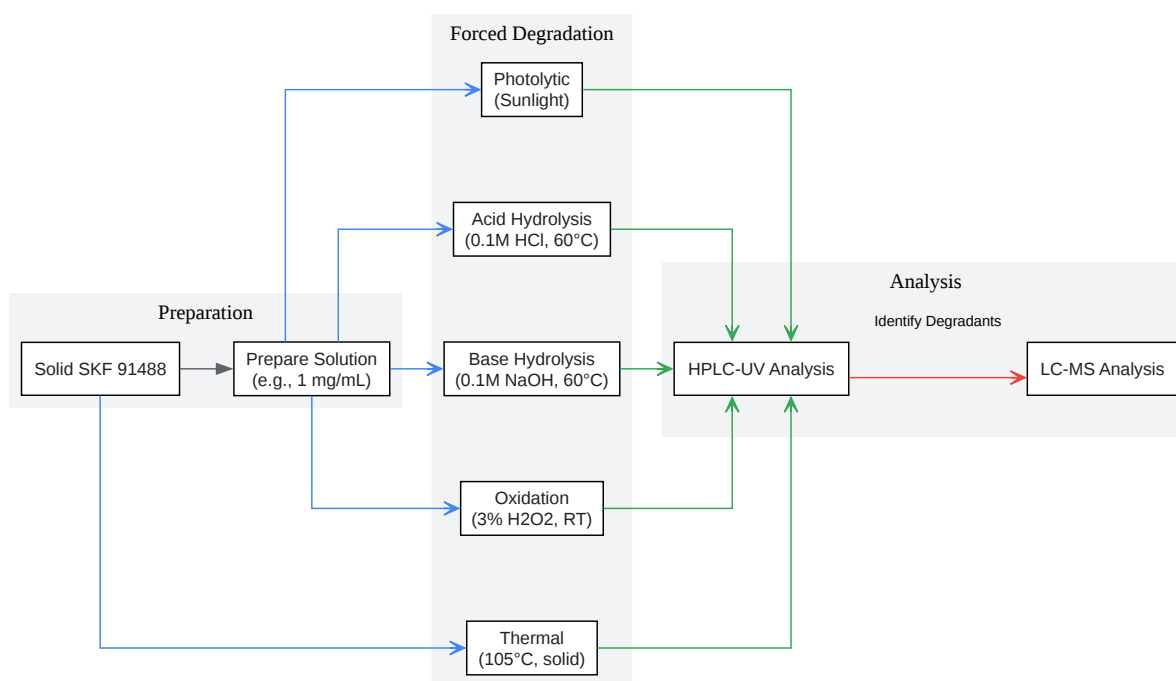 Forced Degradation
Photolytic
(Sunlight)
Acid Hydrolysis
(0.1M HCl, 60°C)
Analysis
Preparation
Identify Degradants
Solid SKF 91488
Prepare Solution
(e.g., 1 mg/mL)
Base Hydrolysis
(0.1M NaOH, 60°C)
HPLC-UV Analysis
LC-MS Analysis
Oxidation
(3% H2O2, RT)
Thermal
(105°C, solid)